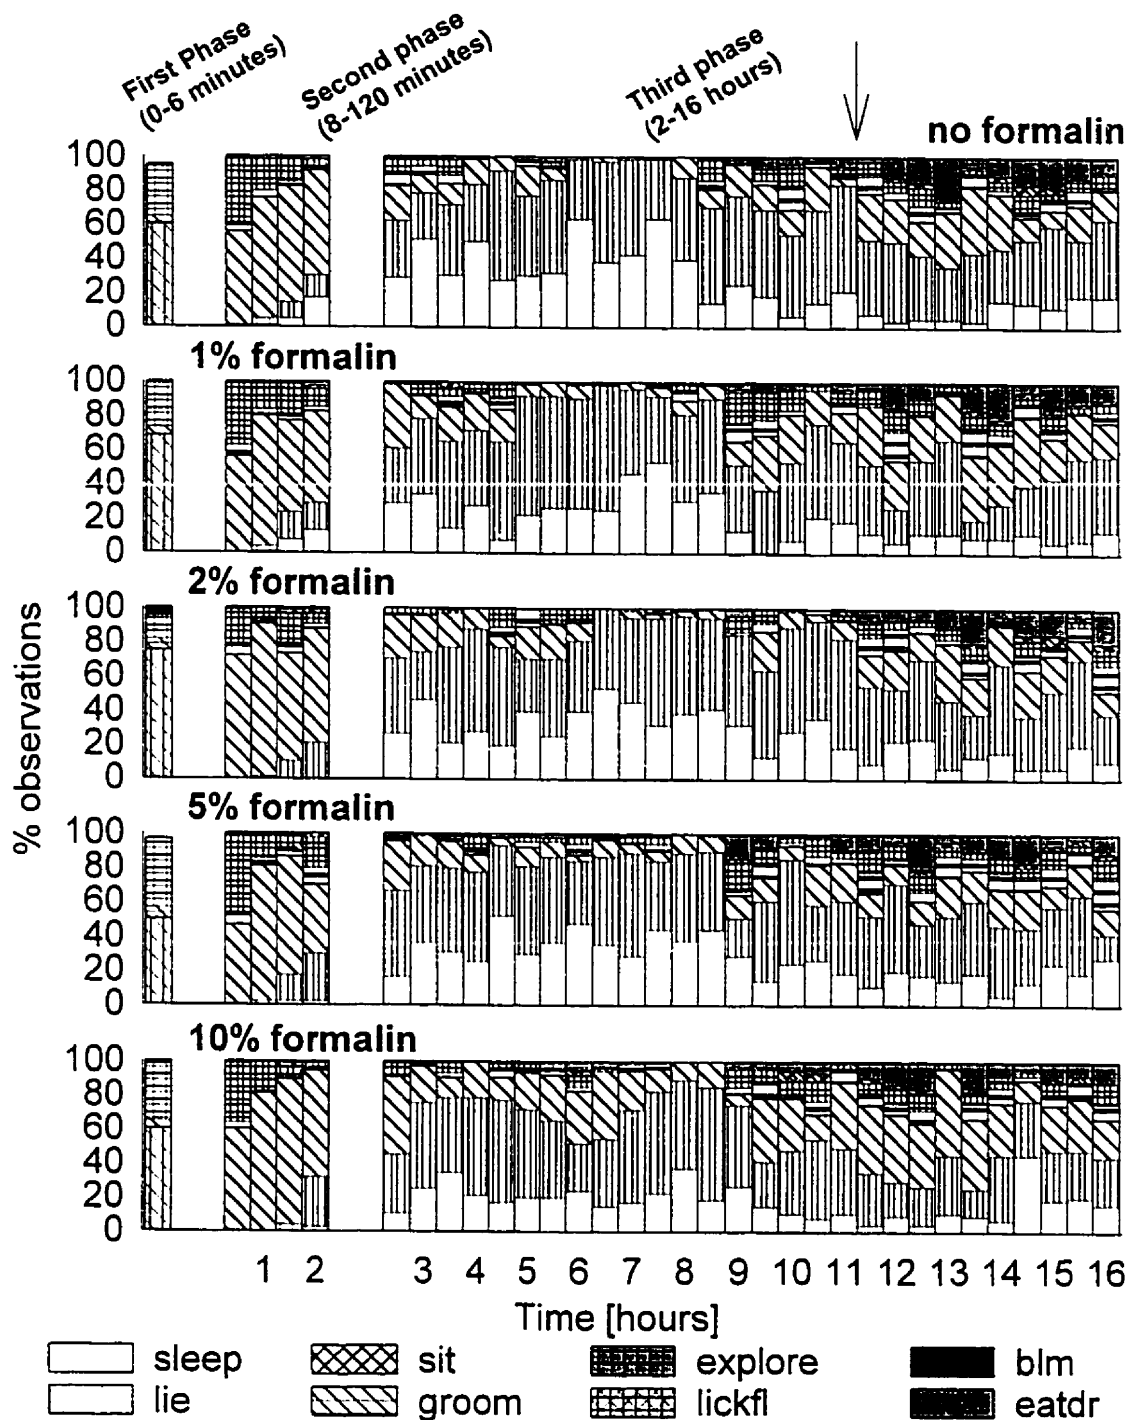 First Phase
(0-6 minutes)
Second phase
(8-120 minutes)
Third phase
(2-16 hours)
no formalin
100
80
60
40
20
0
1% formalin
100
80
60
40
20
0
2% formalin
100
80
60
40
20
0
5% formalin
100
80
60
40
20
0
10% formalin
100
80
60
40
20
0
% observations
1 2 3 4 5 6 7 8 9 10 11 12 13 14 15 16
Time [hours]
sleep sit explore blm
lie groom lickfl eatdr